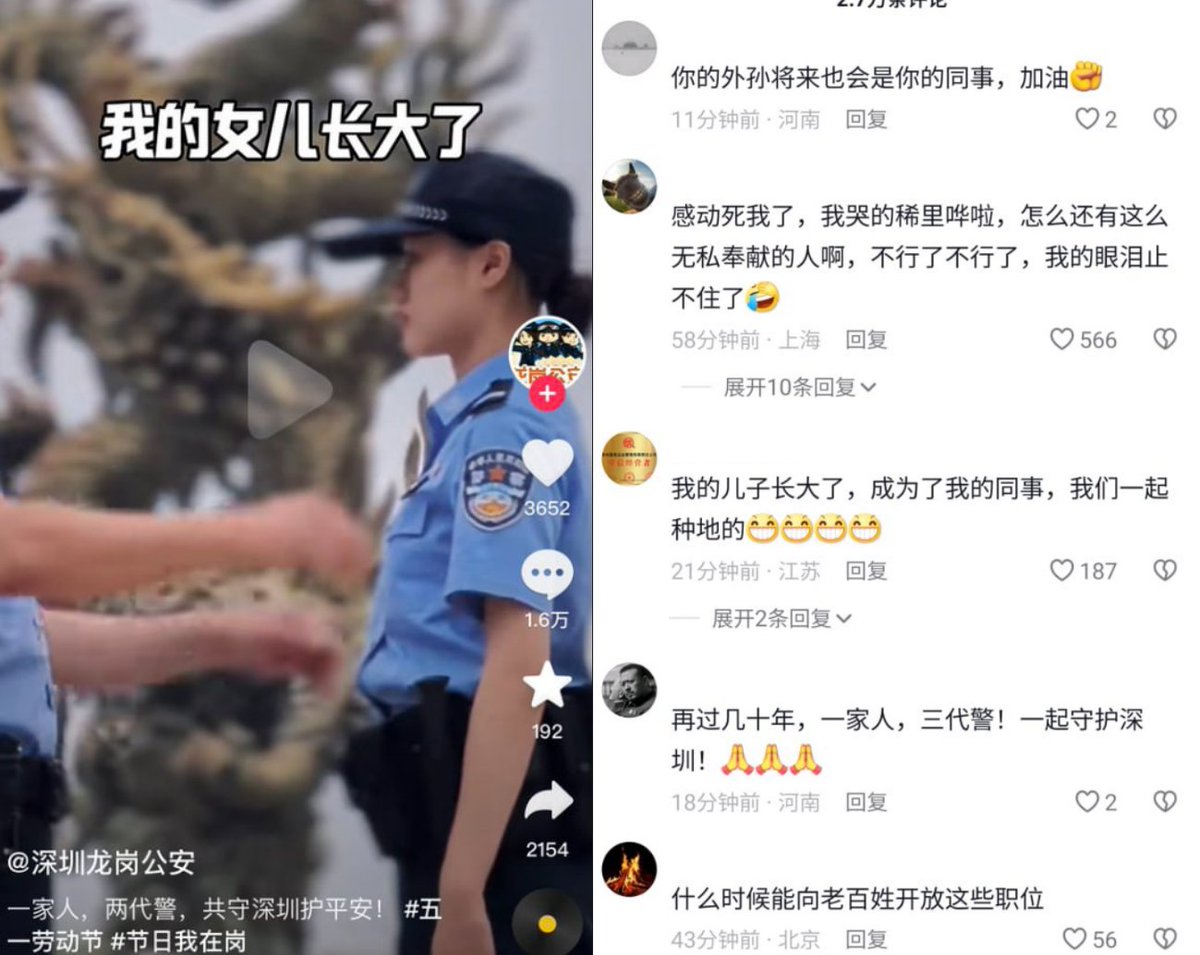 我的女儿长大了
3652
1.6万
192
2154
@深圳龙岗公安
一家人，两代警，共守深圳护平安！ #五
一劳动节 #节日我在岗
2.7万条评论
你的外孙将来也会是你的同事，加油✊
11分钟前 · 河南 回复
2
感动死我了，我哭的稀里哗啦，怎么还有这么
无私奉献的人啊，不行了不行了，我的眼泪止
不住了🤣
58分钟前 · 上海 回复
566
展开10条回复
我的儿子长大了，成为了我的同事，我们一起
种地的😁😁😁😁
21分钟前 · 江苏 回复
187
展开2条回复
再过几十年，一家人，三代警！一起守护深
圳！🙏🙏🙏
18分钟前 · 河南 回复
2
什么时候能向老百姓开放这些职位
43分钟前 · 北京 回复
56